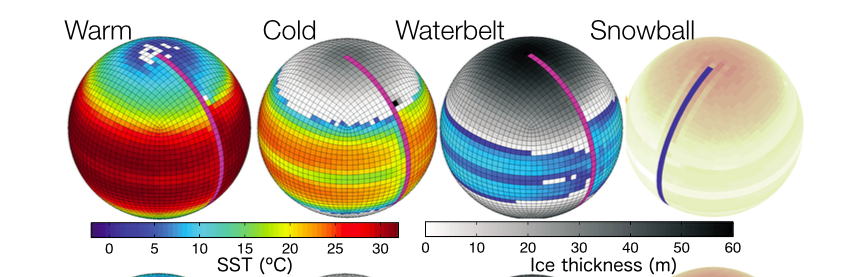 Warm Cold Waterbelt Snowball
0 5 10 15 20 25 30 0 10 20 30 40 50 60
SST (ºC) Ice thickness (m)